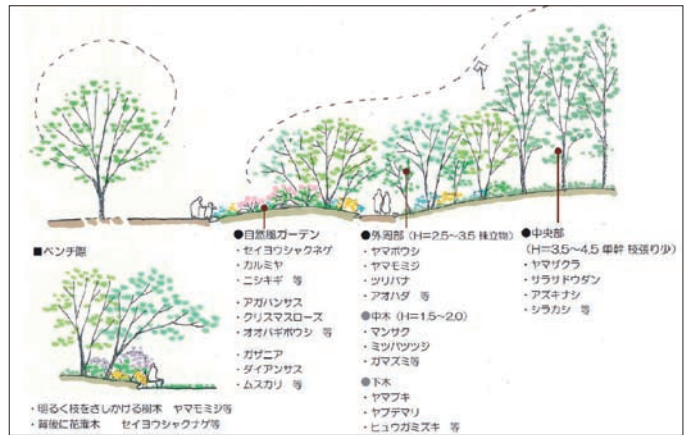 ●自然風ガーデン
・セイヨウシャクネゲ
・カルミヤ
・ニシキギ 等
・アガパンサス
・クリスマスローズ
・オオバギボウシ 等
・ガザニア
・ダイアンサス
・ムスカリ 等
●外周部（H=2.5～3.5 株立物）
・ヤマボウシ
・ヤマモミジ
・ツリバナ
・アオハダ 等
●中木（H=1.5～2.0）
・マンサク
・ミツバツツジ
・ガマズミ等
●下木
・ヤマブキ
・ヤブデマリ
・ヒュウガミズキ 等
●中央部
（H=3.5～4.5 単幹 枝張り少）
・ヤマザクラ
・サラサドウダン
・アズキナシ
・シラカシ 等
■ベンチ際
・明るく枝をさしかける樹木 ヤマモミジ等
・背後に花灌木 セイヨウシャクナゲ等